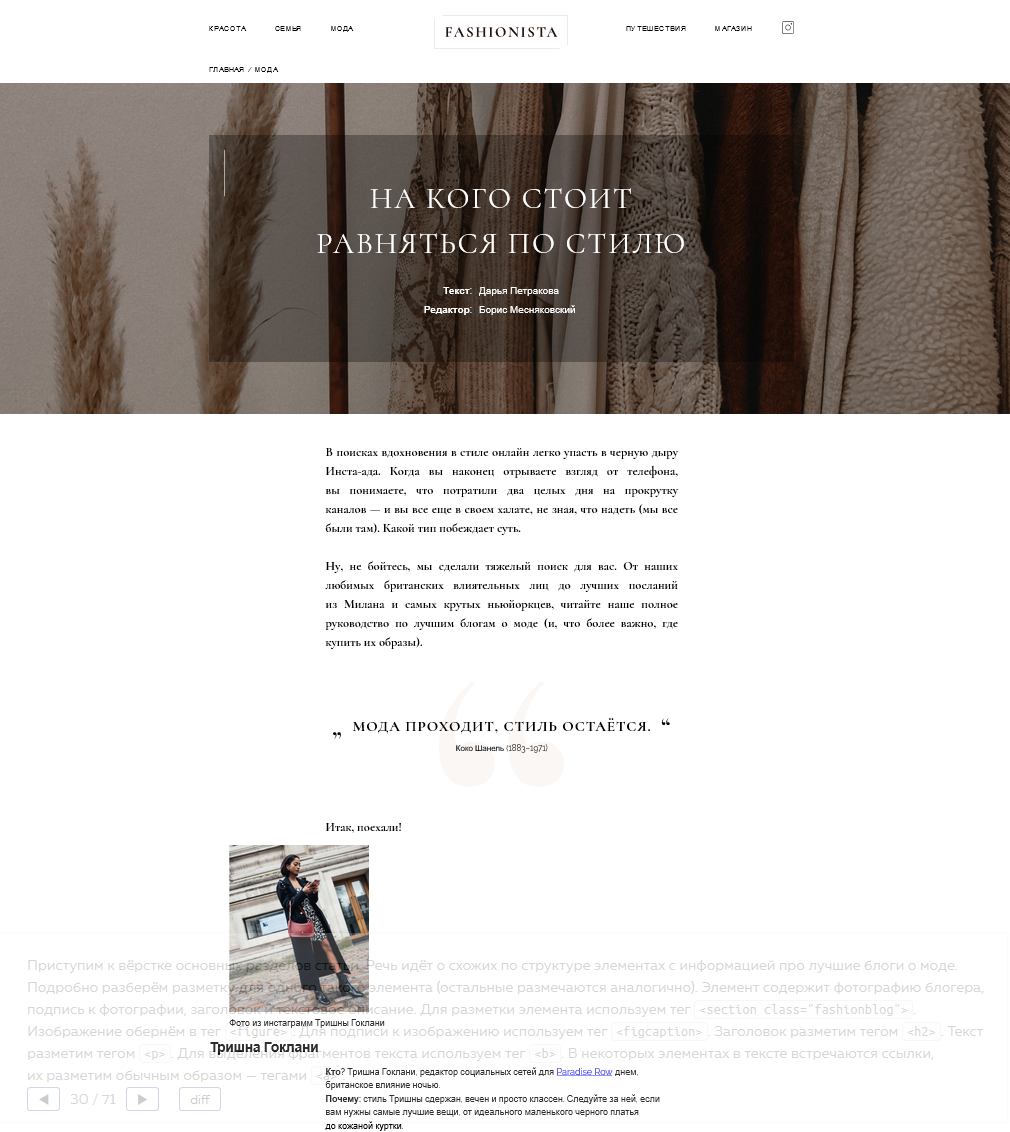 КРАСОТА СЕМЬЯ МОДА FASHIONISTA ПУТЕШЕСТВИЯ МАГАЗИН
ГЛАВНАЯ / МОДА
НА КОГО СТОИТ
РАВНЯТЬСЯ ПО СТИЛЮ
Текст: Дарья Петракова
Редактор: Борис Месняковский
В поисках вдохновения в стиле онлайн легко упасть в черную дыру
Инста-ада. Когда вы наконец отрываете взгляд от телефона,
вы понимаете, что потратили два целых дня на прокрутку
каналов — и вы все еще в своем халате, не зная, что надеть (мы все
были там). Какой тип побеждает суть.
Ну, не бойтесь, мы сделали тяжелый поиск для вас. От наших
любимых британских влиятельных лиц до лучших посланий
из Милана и самых крутых ньюйоркцев, читайте наше полное
руководство по лучшим блогам о моде (и, что более важно, где
купить их образы).
„ МОДА ПРОХОДИТ, СТИЛЬ ОСТАЁТСЯ. “
Коко Шанель (1883–1971)
Итак, поехали!
Приступим к вёрстке основных разделов статьи. Речь идёт о схожих по структуре элементах с информацией про лучшие блоги о моде.
Подробно разберём разметку для одного такого элемента (остальные размечаются аналогично). Элемент содержит фотографию блогера,
подпись к фотографии, заголовок и текстовое описание. Для разметки элемента используем тег <section class="fashionblog">.
Изображение обернём в тег <figure>. Для подписи к изображению используем тег <figcaption>. Заголовок разметим тегом <h2>. Текст
разметим тегом <p>. Для выделения фрагментов текста используем тег <b>. В некоторых элементах в тексте встречаются ссылки,
их разметим обычным образом — тегами
30 / 71 diff
Фото из инстаграмм Тришны Гоклани
Тришна Гоклани
Кто? Тришна Гоклани, редактор социальных сетей для Paradise Row днем,
британское влияние ночью.
Почему: стиль Тришны сдержан, вечен и просто классен. Следуйте за ней, если
вам нужны самые лучшие вещи, от идеального маленького черного платья
до кожаной куртки.